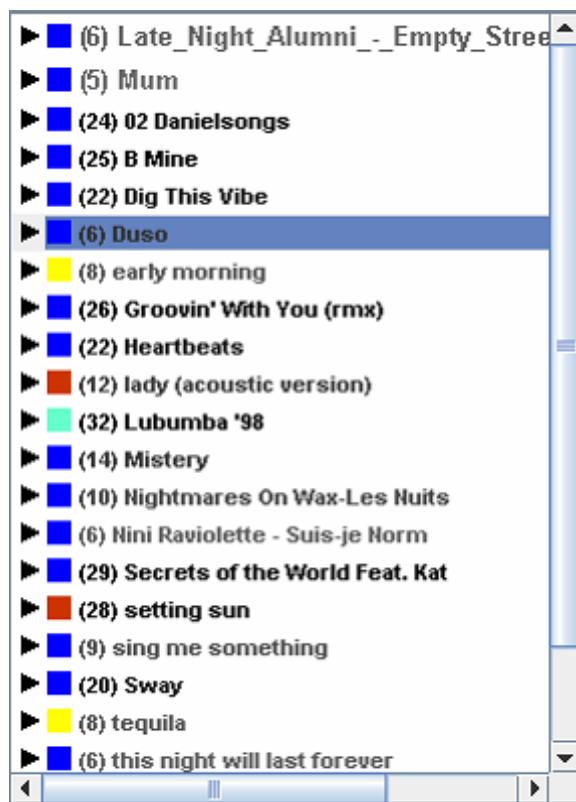 (6) Late_Night_Alumni_-_Empty_Stree
(5) Mum
(24) 02 Danielsongs
(25) B Mine
(22) Dig This Vibe
(6) Duso
(8) early morning
(26) Groovin' With You (rmx)
(22) Heartbeats
(12) lady (acoustic version)
(32) Lubumba '98
(14) Mistery
(10) Nightmares On Wax-Les Nuits
(6) Nini Raviolette - Suis-je Norm
(29) Secrets of the World Feat. Kat
(28) setting sun
(9) sing me something
(20) Sway
(8) tequila
(6) this night will last forever